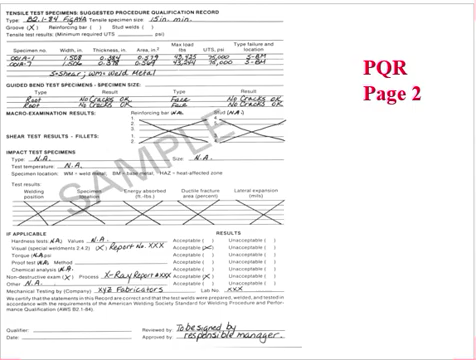 TENSILE TEST SPECIMENS: SUGGESTED PROCEDURE QUALIFICATION RECORD
Type: B2.1-84 Fig A4A Tensile specimen size: 15 in. min.
Groove (X) Reinforcing bar ( ) Stud welds ( )
Tensile test results: (Minimum required UTS psi)
Specimen no. Width, in. Thickness, in. Area, in.² Max load lbs UTS, psi Type failure and location
001A-1 1.508 0.384 0.579 43,425 75,000 S-BM
1.506 0.378 0.569 S-BM
S-shear; WM- Weld Metal
GUIDED BEND TEST SPECIMENS - SPECIMEN SIZE:
Type Result Type Result
Root No Cracks OK Face No Cracks OK
Root No Cracks OK Face No Cracks OK
MACRO-EXAMINATION RESULTS: Reinforcing bar N.A. Stud (N.A.)
1. 4.
2. 5.
3.
SHEAR TEST RESULTS - FILLETS: 1.
2.
3.
SAMPLE
IMPACT TEST SPECIMENS
Type: N.A. Size: N.A.
Test temperature: N.A.
Specimen location: WM = weld metal; BM = base metal; HAZ = heat-affected zone
Test results:
Welding position Specimen location Energy absorbed (ft.-lbs) Ductile fracture area (percent) Lateral expansion (mils)
IF APPLICABLE RESULTS
Hardness tests (N.A.) Values N.A. Acceptable ( ) Unacceptable ( )
Visual (special weldments 2.4.2) (X) Report No. XXX Acceptable (X) Unacceptable ( )
Torque (N.A.) psi Acceptable ( ) Unacceptable ( )
Proof test (N.A.) Method Acceptable ( ) Unacceptable ( )
Chemical analysis (N.A.) Acceptable ( ) Unacceptable ( )
Non-destructive exam (X) Process X-Ray Report # XXX Acceptable (X) Unacceptable ( )
Other N.A. Acceptable ( ) Unacceptable ( )
Mechanical Testing by (Company) XYZ Fabricators Lab No. XXX
We certify that the statements in this Record are correct and that the test welds were prepared, welded, and tested in
accordance with the requirements of the American Welding Society Standard for Welding Procedure and Perfor-
mance Qualification (AWS B2.1-84).
Qualifier: Reviewed by: To be signed by
Date: Approved by: responsible manager.
PQR
Page 2